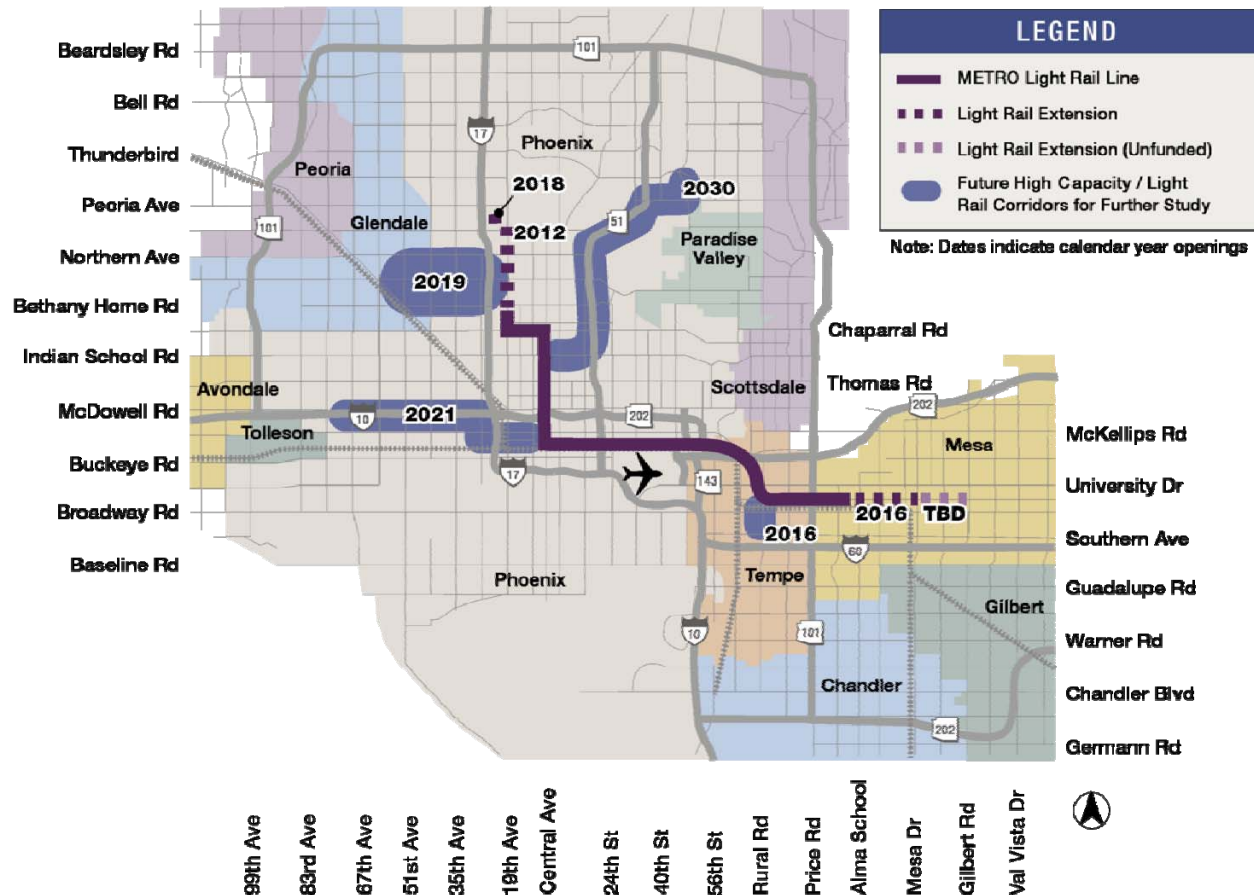 LEGEND
METRO Light Rail Line
Light Rail Extension
Light Rail Extension (Unfunded)
Future High Capacity / Light
Rail Corridors for Further Study
Note: Dates indicate calendar year openings
Beardsley Rd
Bell Rd
Thunderbird
Peoria Ave
Northern Ave
Bethany Home Rd
Indian School Rd
McDowell Rd
Buckeye Rd
Broadway Rd
Baseline Rd
101
17
Phoenix
Peoria
2018
2030
101
Glendale
2012
51
Paradise
Valley
2019
Chaparral Rd
Avondale
Scottsdale
Thomas Rd
202
10
2021
202
Tolleson
Mesa
McKellips Rd
17
143
University Dr
2016
TBD
2016
Southern Ave
60
Phoenix
Tempe
Guadalupe Rd
Gilbert
10
101
Warner Rd
Chandler
Chandler Blvd
202
Germann Rd
99th Ave
83rd Ave
67th Ave
51st Ave
35th Ave
19th Ave
Central Ave
24th St
40th St
56th St
Rural Rd
Price Rd
Alma School
Mesa Dr
Gilbert Rd
Val Vista Dr